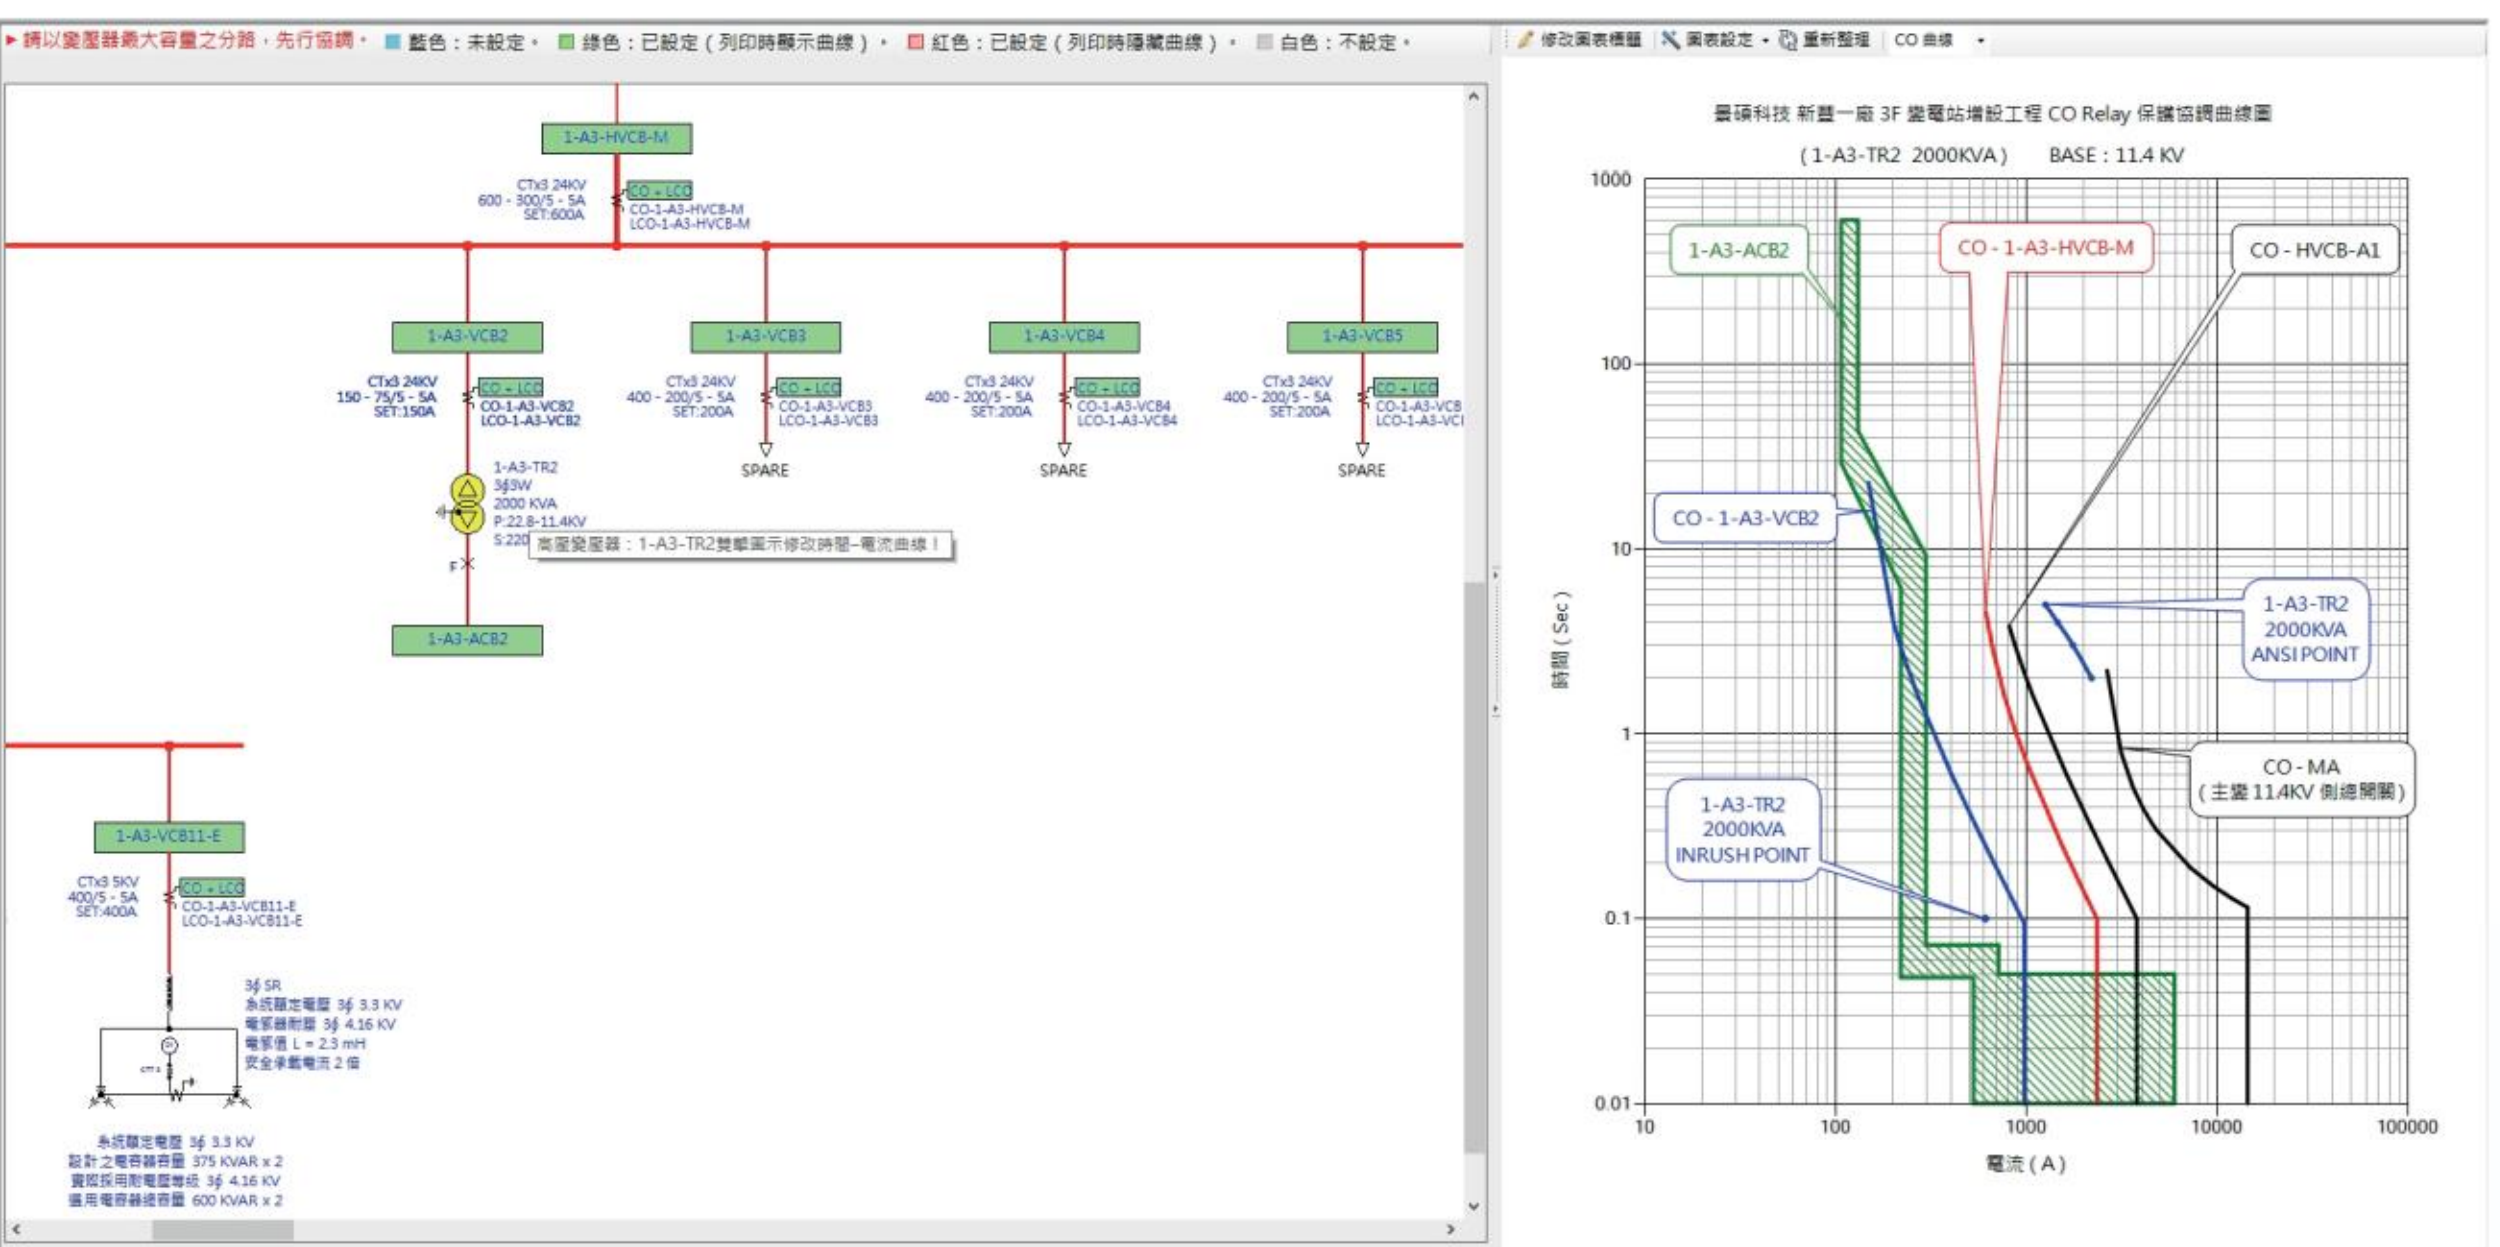 請以變壓器最大容量之分路，先行協調。 藍色：未設定。 綠色：已設定（列印時顯示曲線）。 紅色：已設定（列印時隱藏曲線）。 白色：不設定。
修改圖表標題 圖表設定 重新整理 CO 曲線
1-A3-HVCB-M
CTx3 24KV
600 - 300/5 - 5A
SET:600A
CO + LCO
CO-1-A3-HVCB-M
LCO-1-A3-HVCB-M
1-A3-VCB2
CTx3 24KV
150 - 75/5 - 5A
SET:150A
CO + LCO
CO-1-A3-VCB2
LCO-1-A3-VCB2
1-A3-VCB3
CTx3 24KV
400 - 200/5 - 5A
SET:200A
CO + LCO
CO-1-A3-VCB3
LCO-1-A3-VCB3
SPARE
1-A3-VCB4
CTx3 24KV
400 - 200/5 - 5A
SET:200A
CO + LCO
CO-1-A3-VCB4
LCO-1-A3-VCB4
SPARE
1-A3-VCB5
CTx3 24KV
400 - 200/5 - 5A
SET:200A
CO + LCO
CO-1-A3-VCB
LCO-1-A3-VC
SPARE
1-A3-TR2
3ϕ3W
2000 KVA
P:22.8-11.4KV
S:220
高壓變壓器：1-A3-TR2雙擊圖示修改時間-電流曲線！
F
1-A3-ACB2
1-A3-VCB11-E
CTx3 5KV
400/5 - 5A
SET:400A
CO + LCO
CO-1-A3-VCB11-E
LCO-1-A3-VCB11-E
3ϕ SR
系統額定電壓 3ϕ 3.3 KV
電感器耐壓 3ϕ 4.16 KV
電感值 L = 2.3 mH
安全承載電流 2 倍
系統額定電壓 3ϕ 3.3 KV
設計之電容器容量 375 KVAR x 2
實際採用耐電壓等級 3ϕ 4.16 KV
選用電容器總容量 600 KVAR x 2
景碩科技 新豐一廠 3F 變電站增設工程 CO Relay 保護協調曲線圖
( 1-A3-TR2 2000KVA ) BASE : 11.4 KV
1000
100
10
1
0.1
0.01
時間 ( Sec )
1-A3-ACB2
CO - 1-A3-HVCB-M
CO - HVCB-A1
CO - 1-A3-VCB2
1-A3-TR2
2000KVA
ANSI POINT
CO - MA
( 主變 11.4KV 側總開關 )
1-A3-TR2
2000KVA
INRUSH POINT
10
100
1000
10000
100000
電流 ( A )